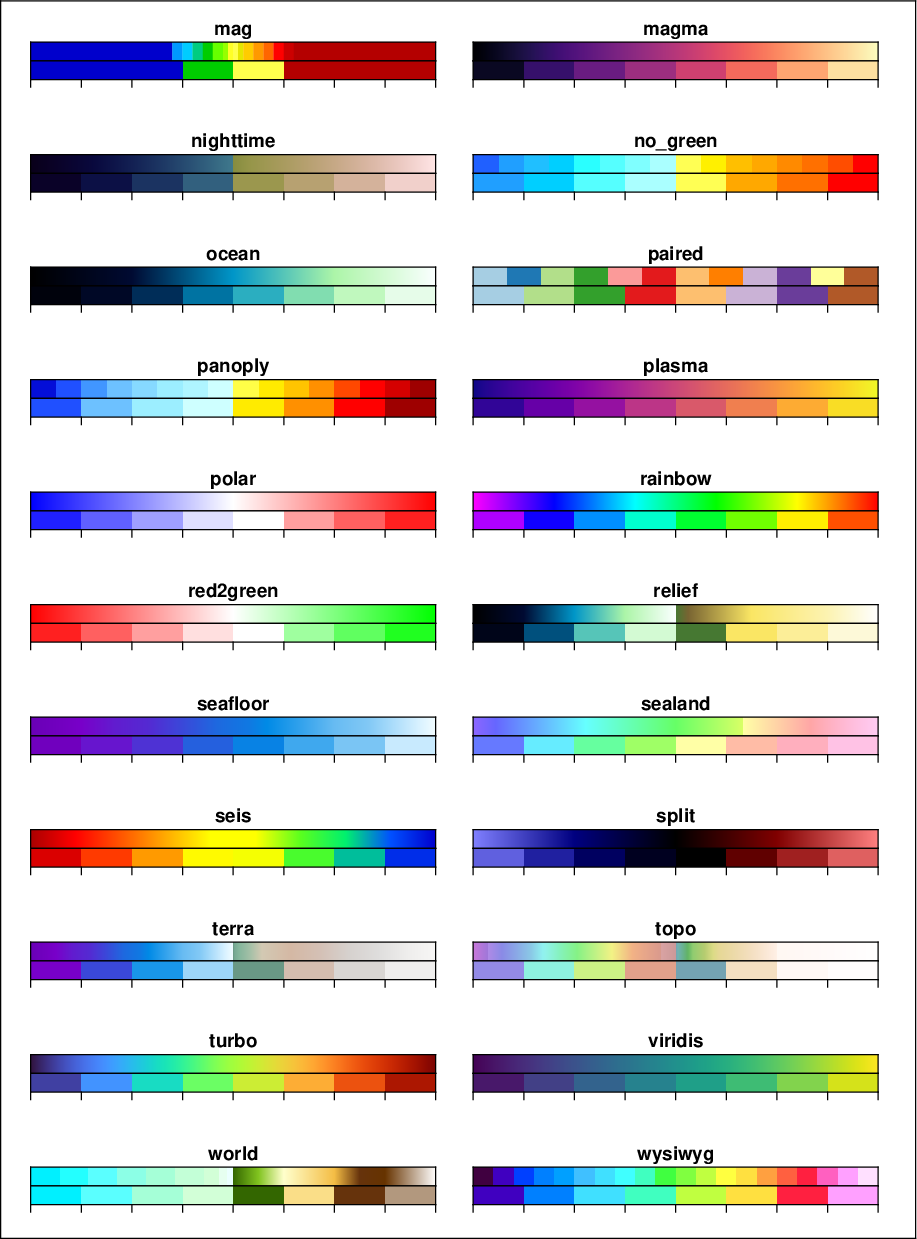 mag
magma
nighttime
no_green
ocean
paired
panoply
plasma
polar
rainbow
red2green
relief
seafloor
sealand
seis
split
terra
topo
turbo
viridis
world
wysiwyg